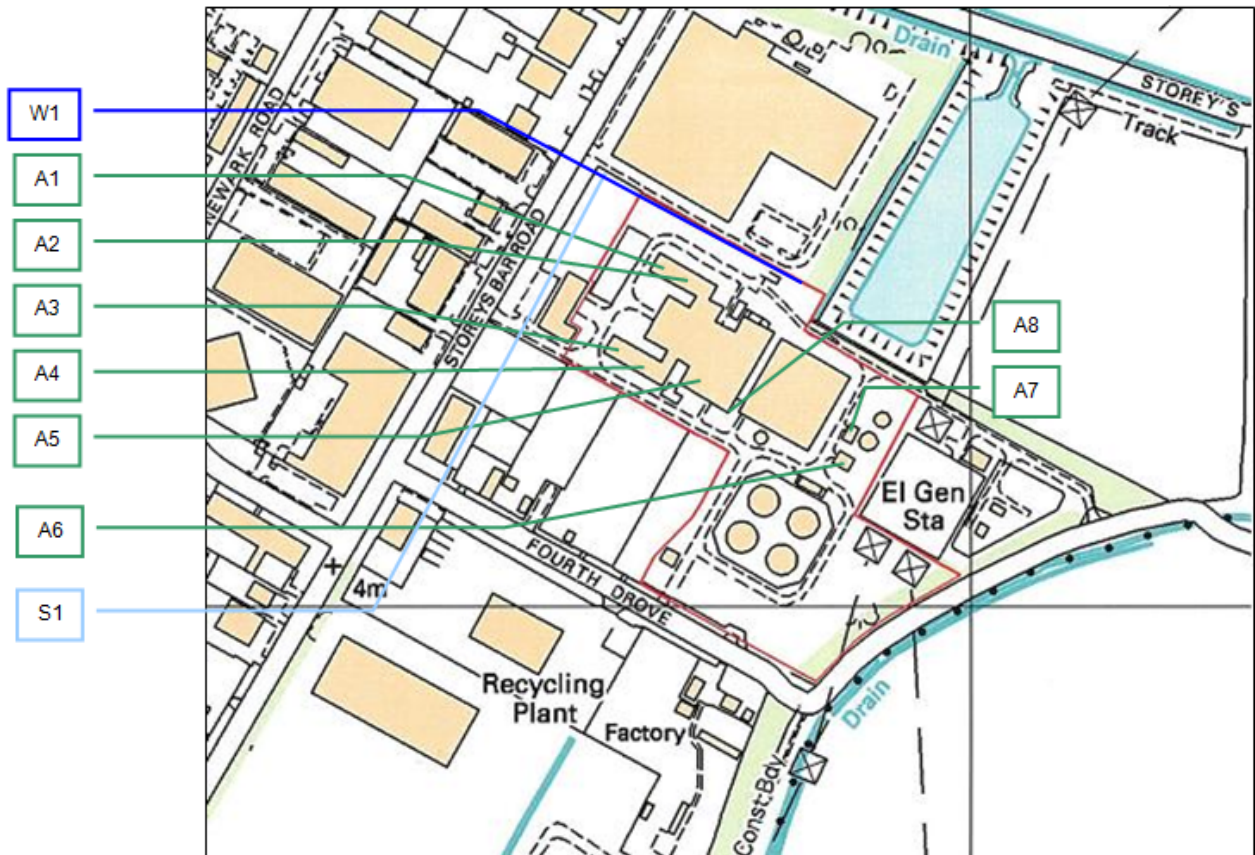 W1
A1
A2
A3
A4
A5
A6
S1
A8
A7
Drain
STOREY'S
Track
NEWARK ROAD
STOREYS BAR ROAD
El Gen
Sta
FOURTH DROVE
4m
Recycling
Plant
Factory
Drain
Const Bdy